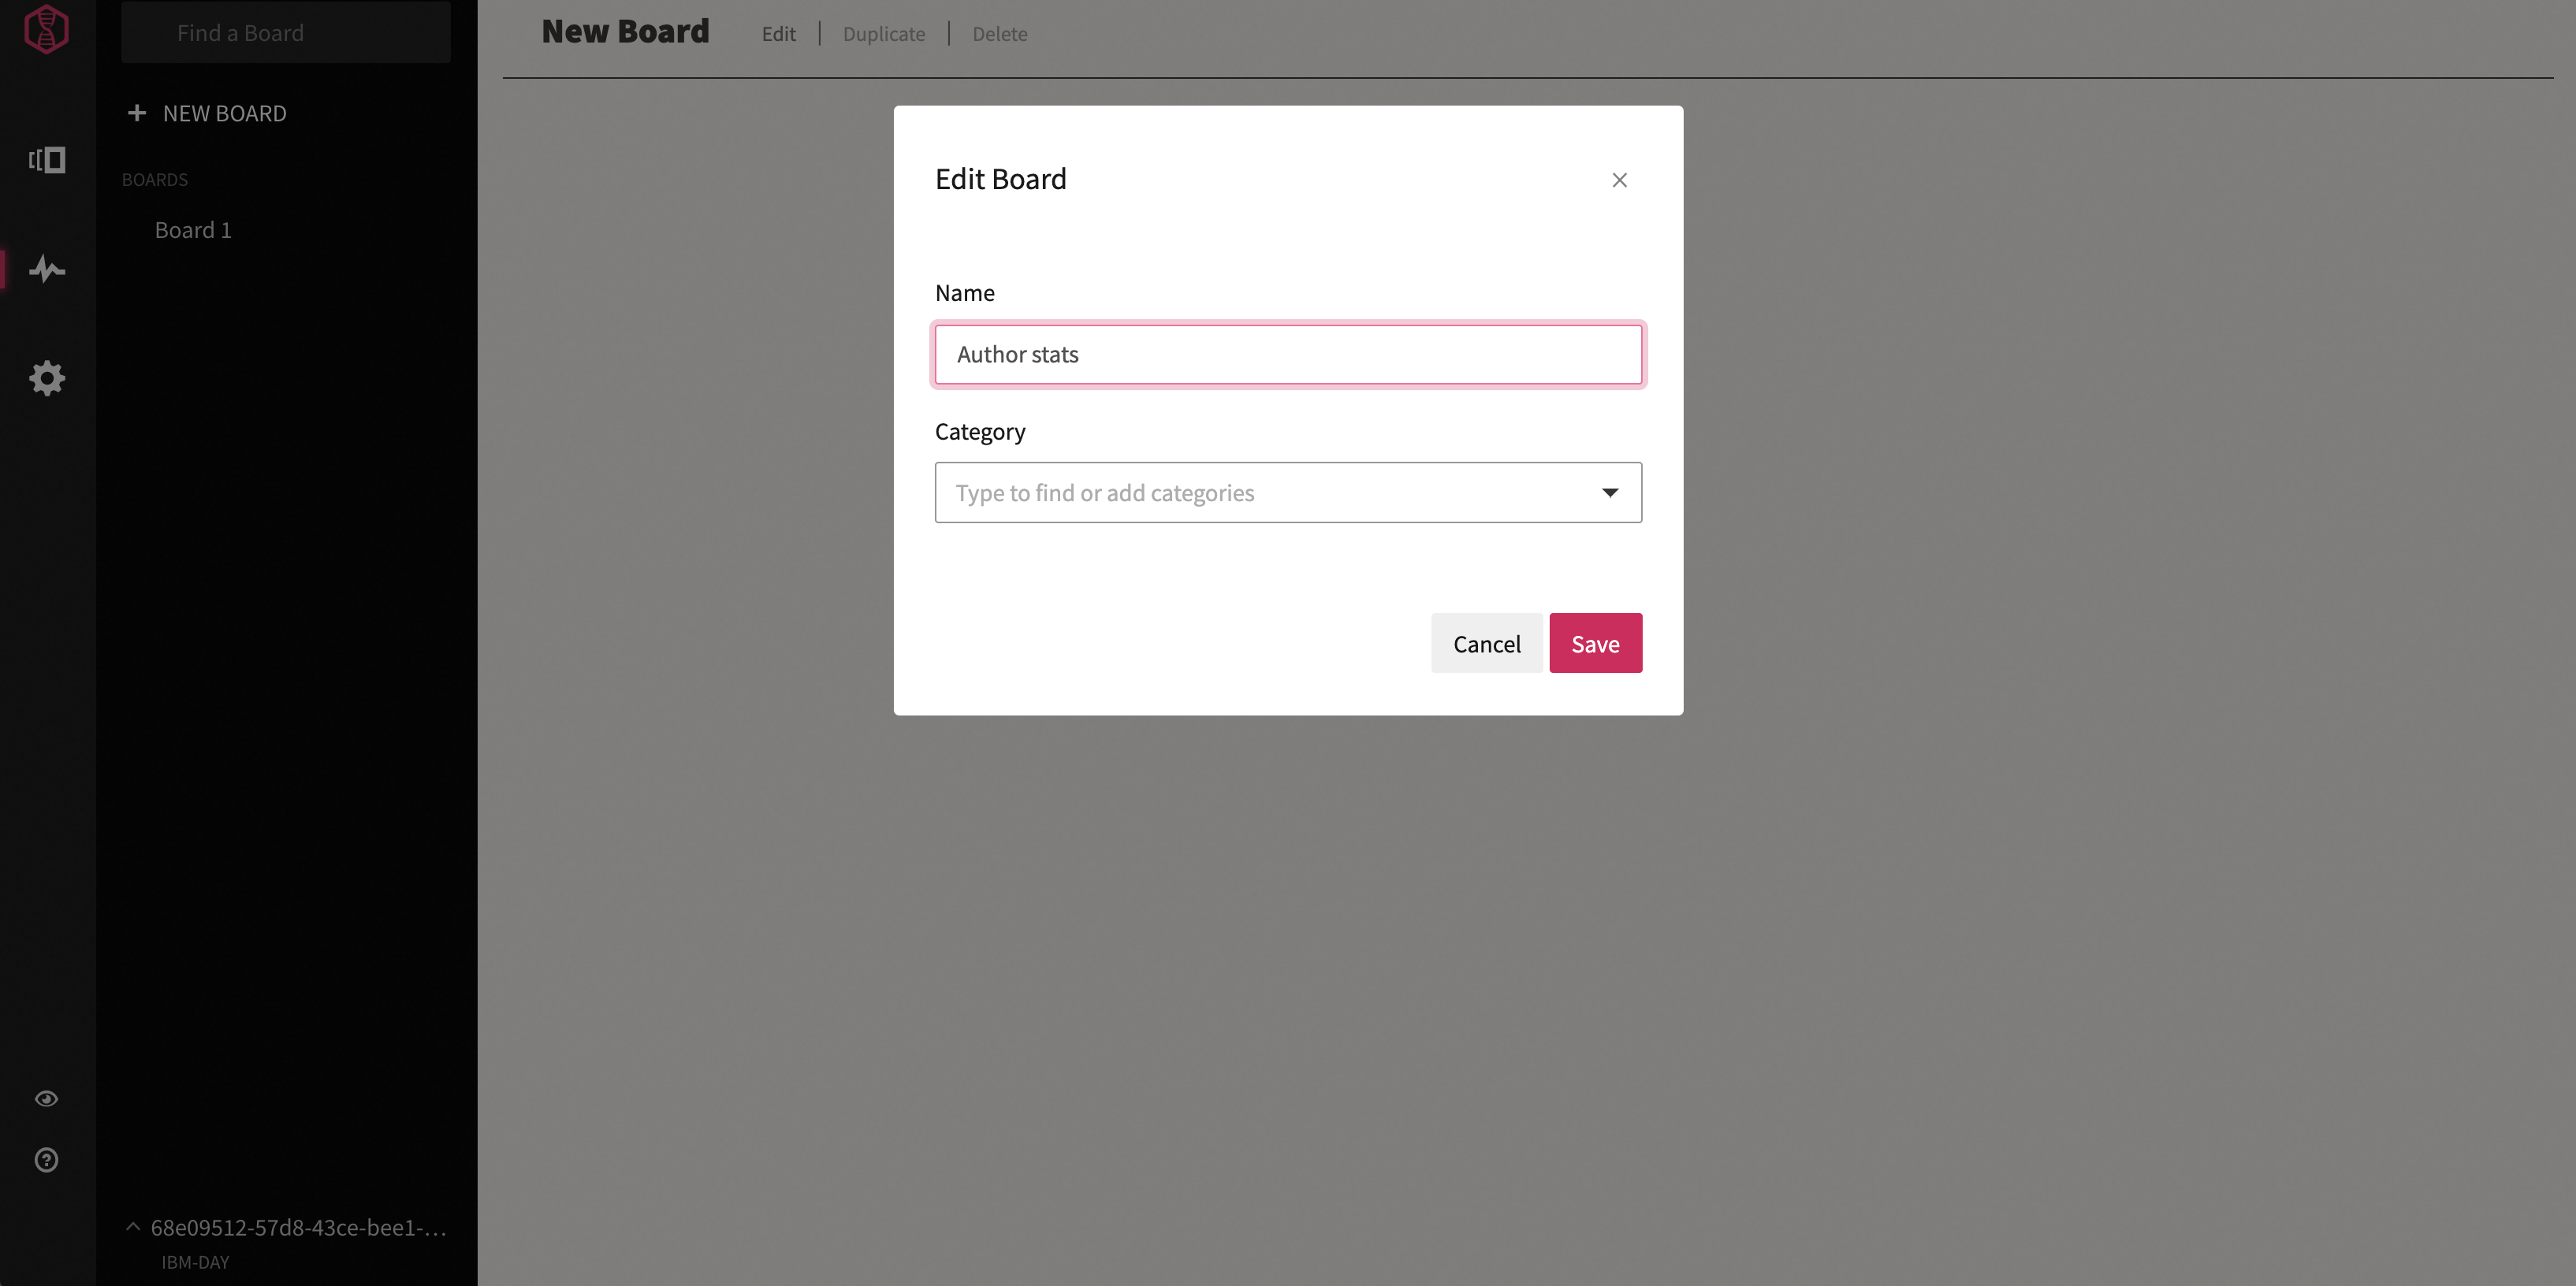 Find a Board
NEW BOARD
BOARDS
Board 1
68e09512-57d8-43ce-bee1-...
IBM-DAY
New Board
Edit
Duplicate
Delete
Edit Board
Name
Author stats
Category
Type to find or add categories
Cancel
Save